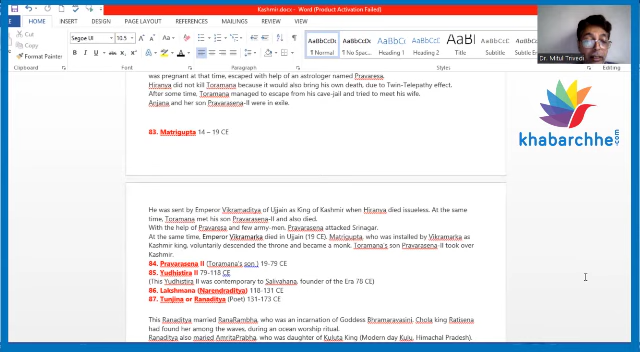 Kashmir.docx - Word (Product Activation Failed)
FILE HOME INSERT DESIGN PAGE LAYOUT REFERENCES MAILINGS REVIEW VIEW
Cut
Copy
Format Painter
Clipboard
Segoe UI
10.5
Font
Paragraph
AaBbCcI AaBbCcI AaBbC AaBbCc AaB AaBbCcI
¶ Normal ¶ No Spac... Heading 1 Heading 2 Title Subtitle
Styles
Dr. Mitul Trivedi
khabarchhe.com
was pregnant at that time, escaped with help of an astrologer named Pravaresa.
Hiranya did not kill Toramana because it would also bring his own death, due to Twin-Telepathy effect.
After some time, Toramana managed to escape from his cave-jail and tried to meet his wife.
Anjana and her son Pravarasena-II were in exile.
83. Matrigupta 14 – 19 CE
He was sent by Emperor Vikramaditya of Ujjain as King of Kashmir when Hiranya died issueless. At the same
time, Toramana met his son Pravarasena-II and also died.
With the help of Pravaresa and few army-men, Pravarasena attacked Srinagar.
At the same time, Emperor Vikramarka died in Ujjain (19 CE). Matrigupta, who was installed by Vikramarka as
Kashmir king, voluntarily descended the throne and became a monk. Toramana's son Pravarasena-II took over
Kashmir.
84. Pravarasena II (Toramana's son ) 19-79 CE
85. Yudhistira II 79-118 CE
(This Yudhistira II was contemporary to Salivahana, founder of the Era 78 CE)
86. Lakshmana (Narendraditya) 118-131 CE
87. Tunjina or Ranaditya (Poet) 131-173 CE
This Ranaditya married RanaRambha, who was an incarnation of Goddess Bhramaravasini. Chola king Ratisena
had found her among the waves, during an ocean worship ritual.
Ranaditya also maried AmritaPrabha, who was daughter of Kuluta King (Modern day Kulu, Himachal Pradesh).